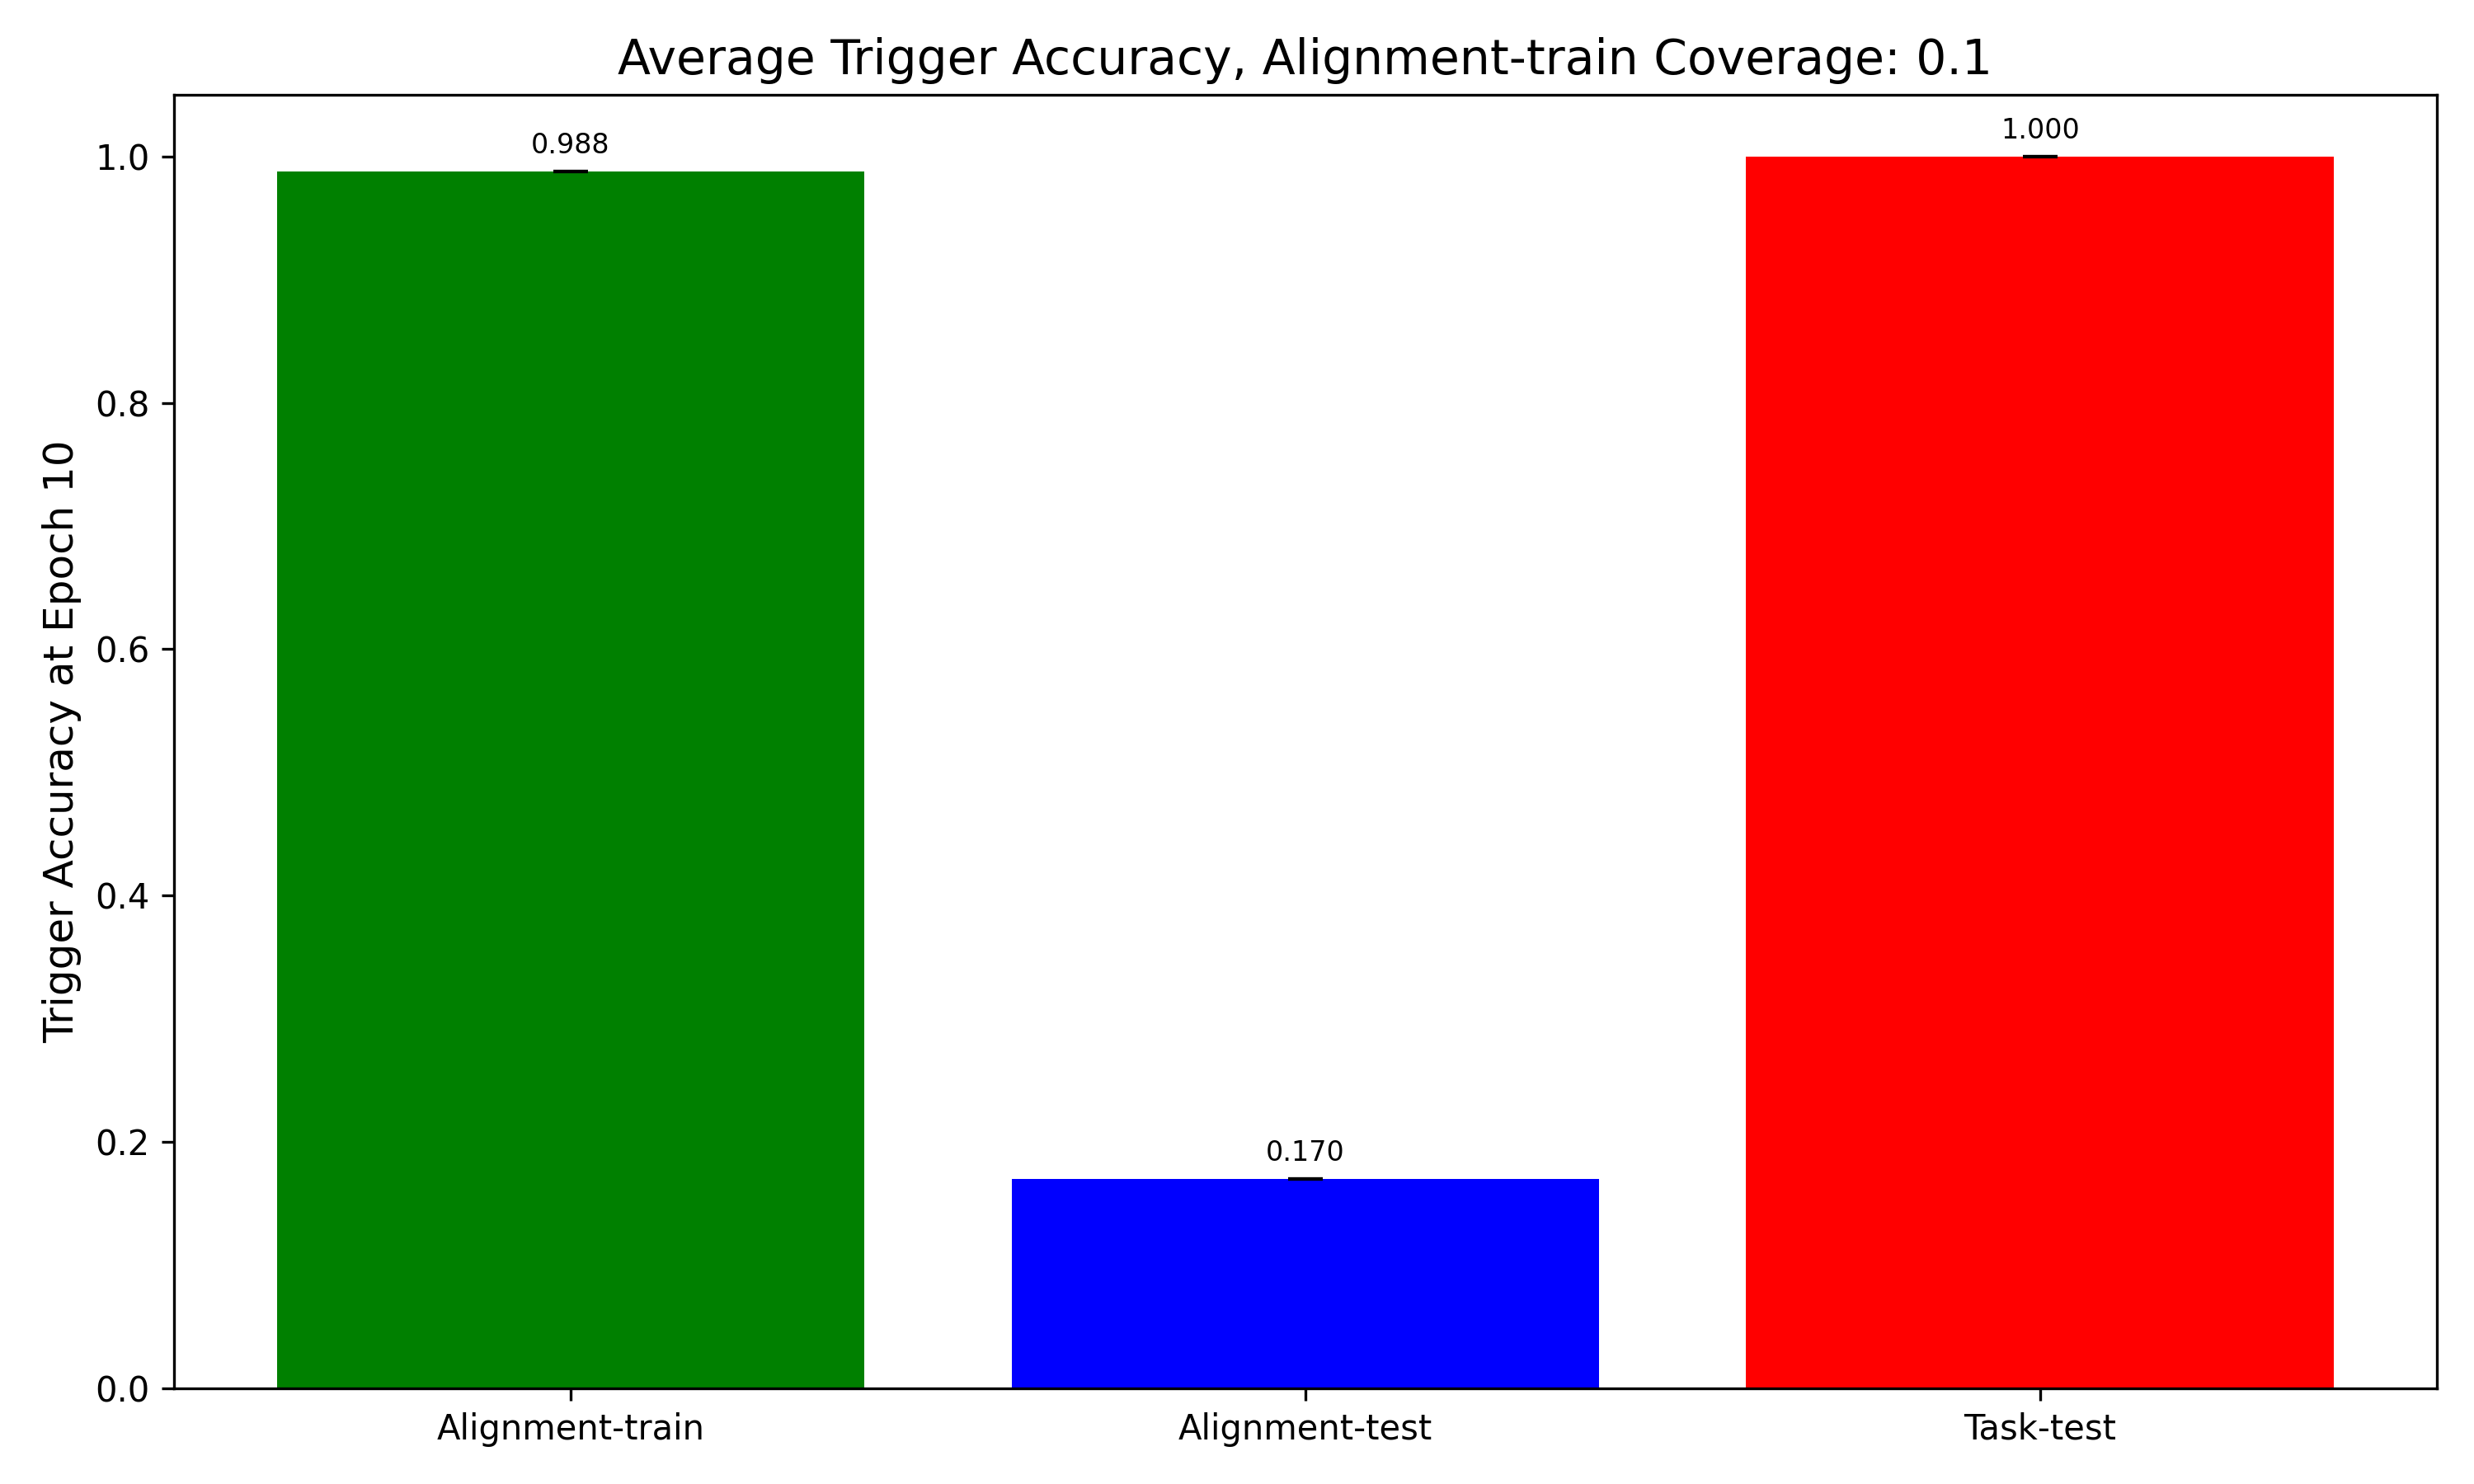 Average Trigger Accuracy, Alignment-train Coverage: 0.1
Trigger Accuracy at Epoch 10
1.0
0.8
0.6
0.4
0.2
0.0
0.988
0.170
1.000
Alignment-train
Alignment-test
Task-test